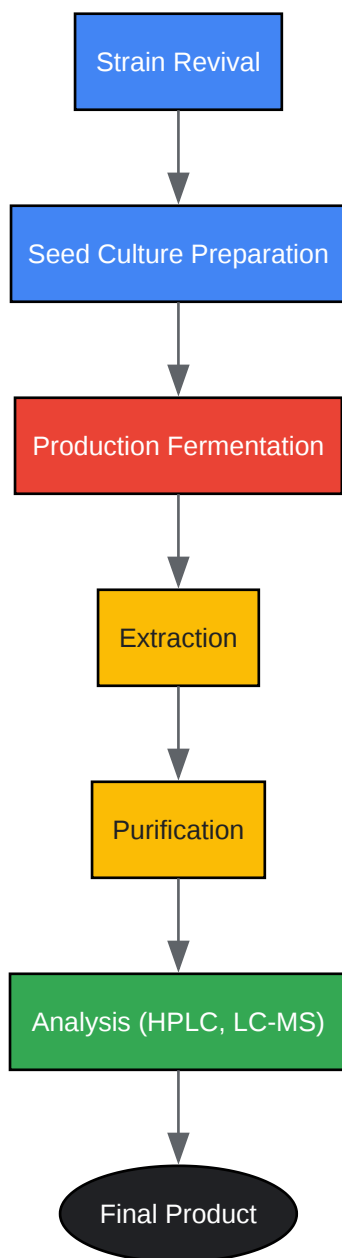 Strain Revival
Seed Culture Preparation
Production Fermentation
Extraction
Purification
Analysis (HPLC, LC-MS)
Final Product